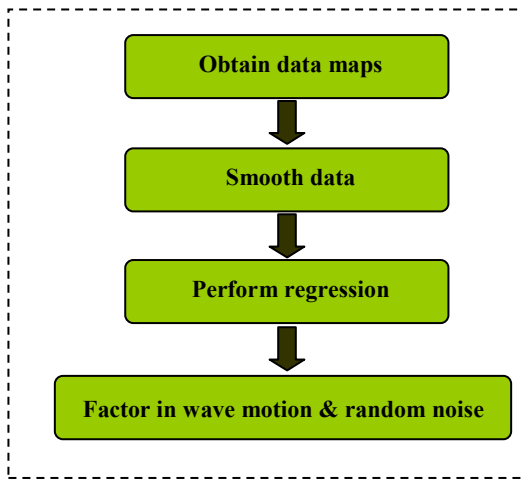 Obtain data maps
Smooth data
Perform regression
Factor in wave motion & random noise